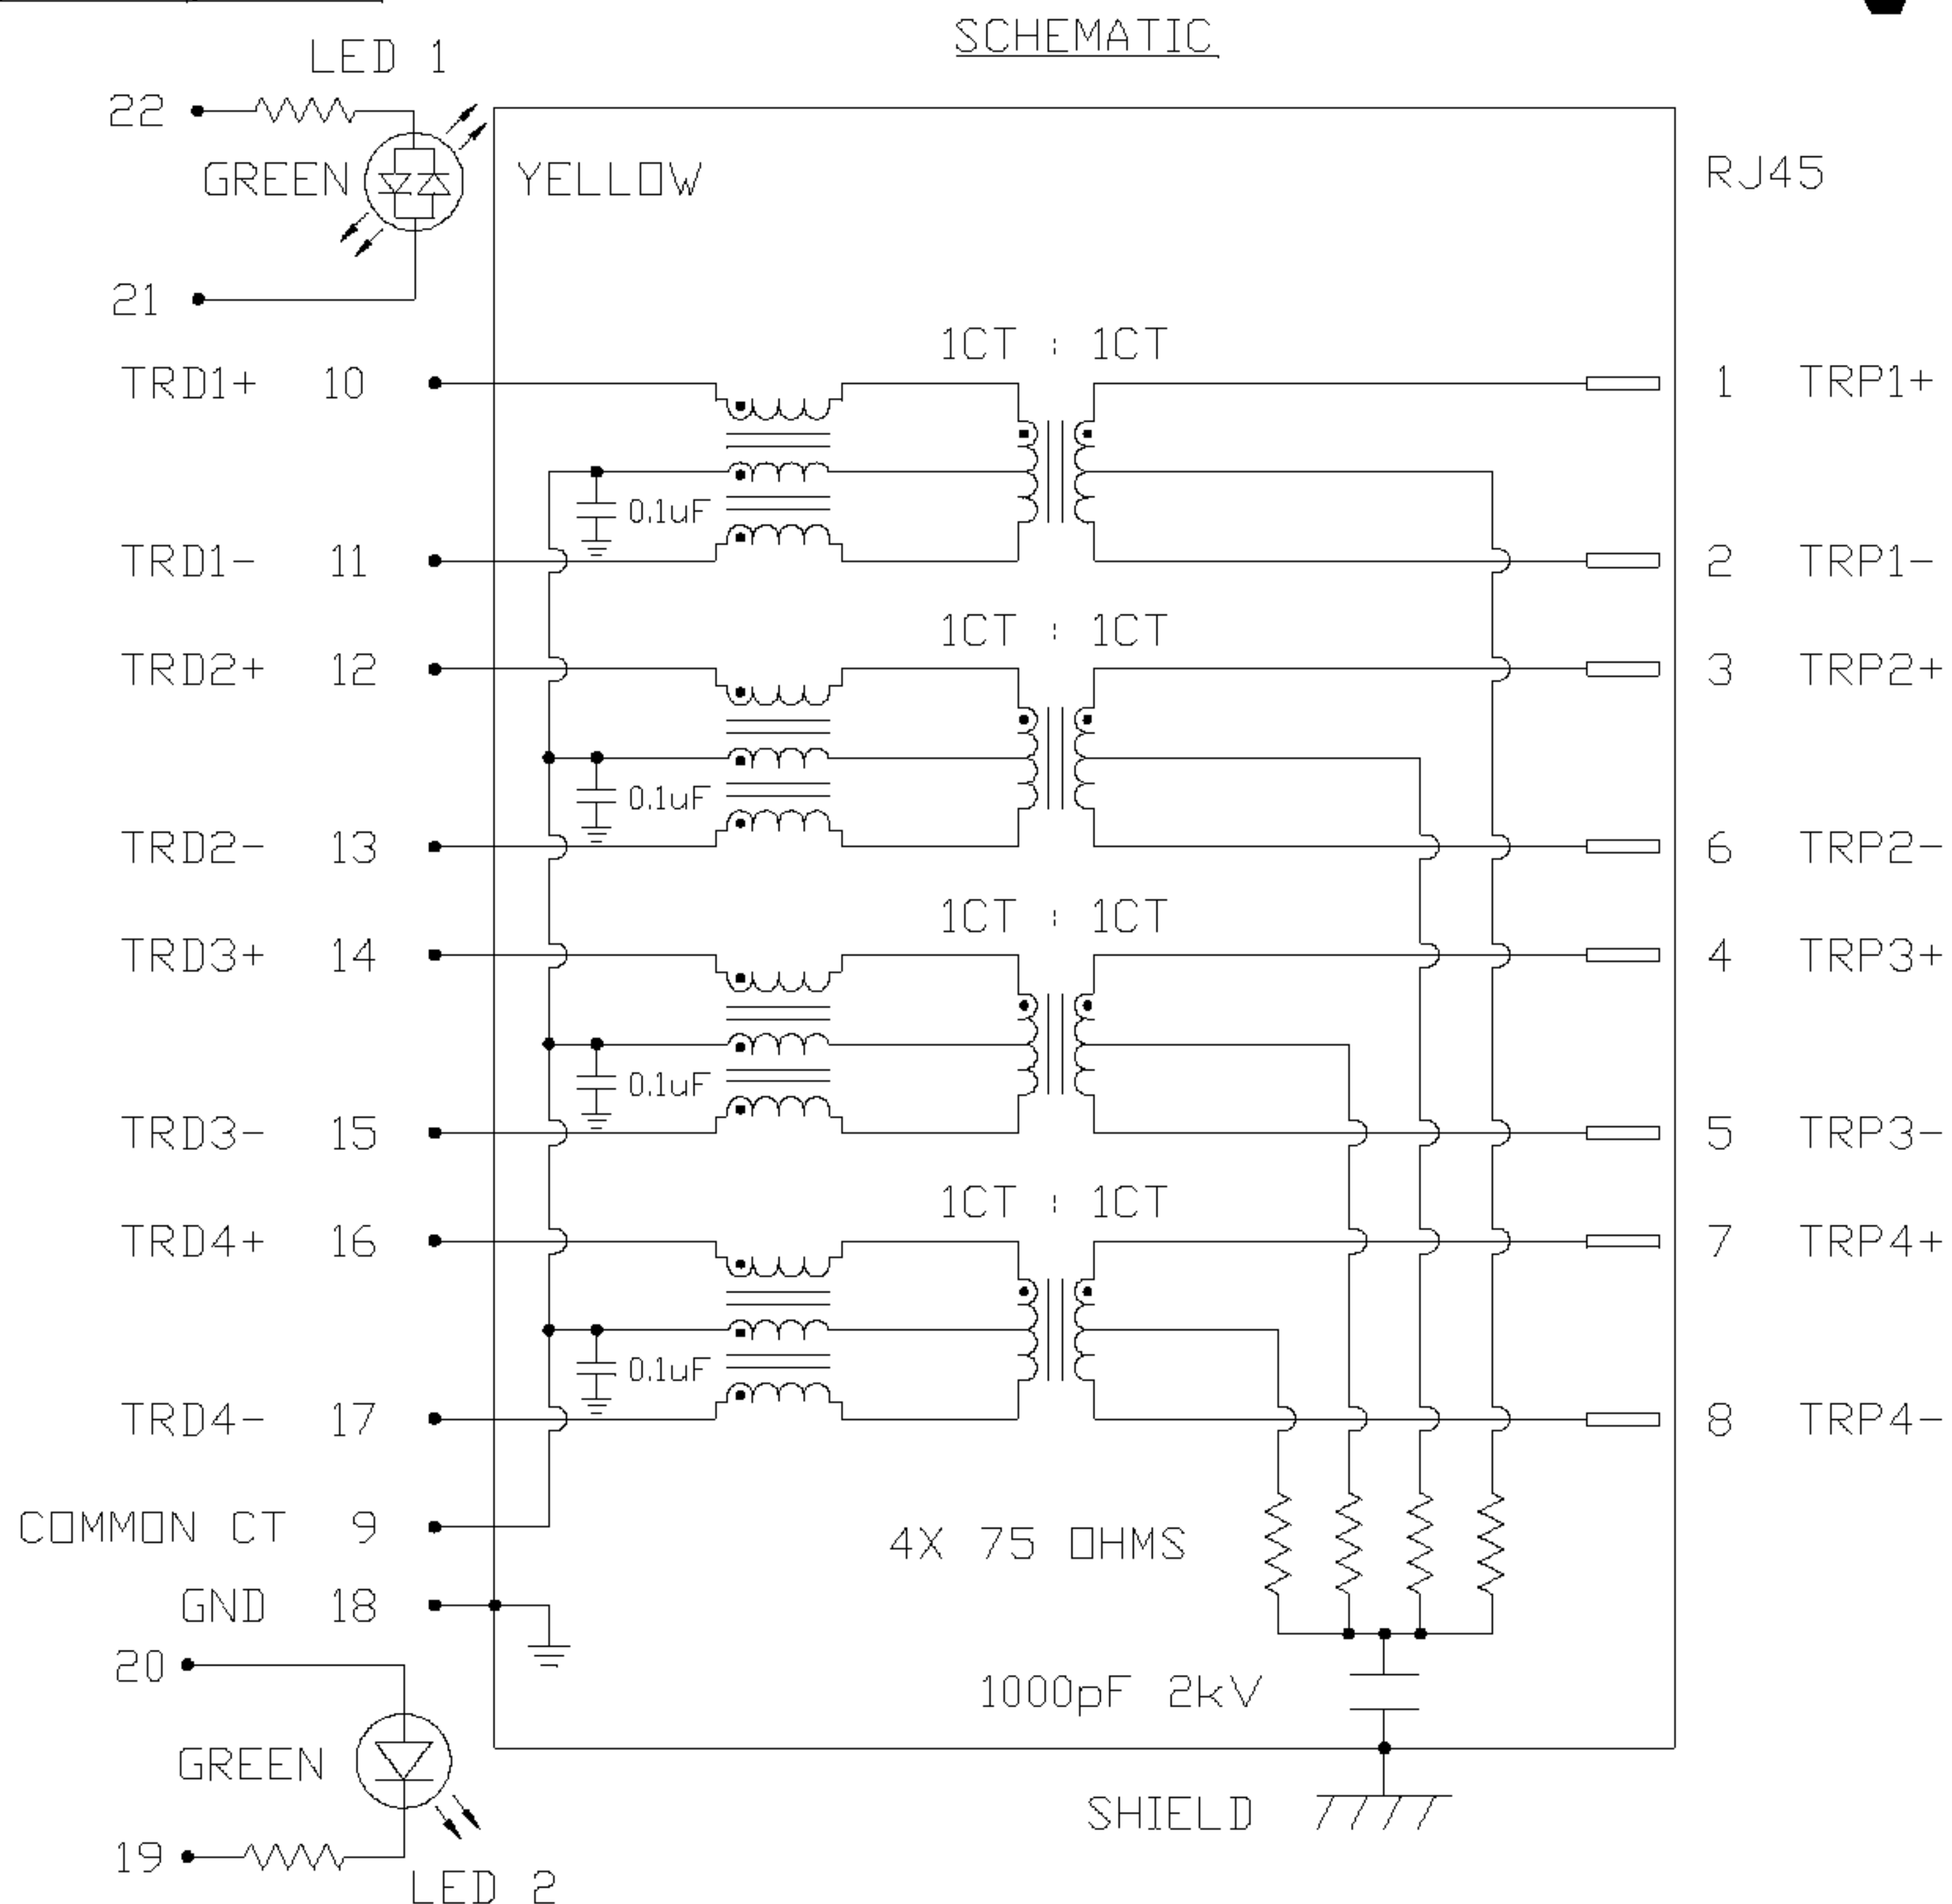 SCHEMATIC
LED 1
22
GREEN
YELLOW
RJ45
21
1CT : 1CT
TRD1+ 10
1 TRP1+
0.1uF
TRD1- 11
2 TRP1-
1CT : 1CT
TRD2+ 12
3 TRP2+
0.1uF
TRD2- 13
6 TRP2-
1CT : 1CT
TRD3+ 14
4 TRP3+
0.1uF
TRD3- 15
5 TRP3-
1CT : 1CT
TRD4+ 16
7 TRP4+
0.1uF
TRD4- 17
8 TRP4-
COMMON CT 9
4X 75 OHMS
GND 18
20
1000pF 2kV
GREEN
SHIELD
19
LED 2